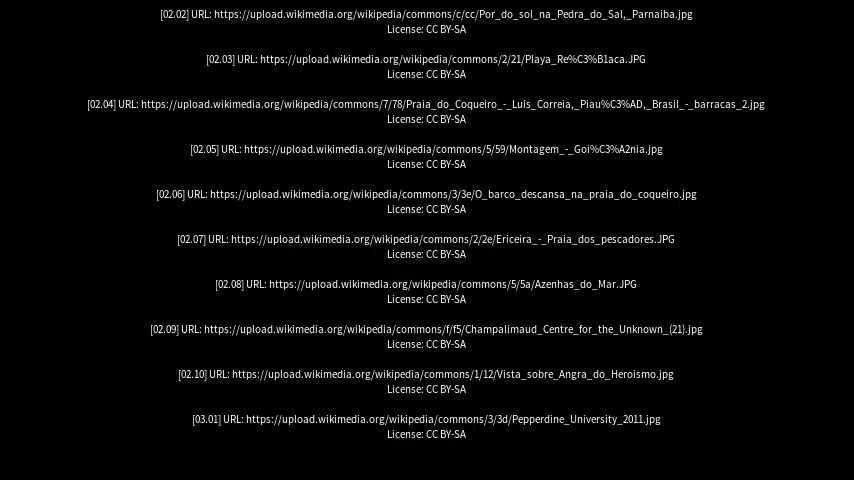 [02.02] URL: https://upload.wikimedia.org/wikipedia/commons/c/cc/Por_do_sol_na_Pedra_do_Sal,_Parnaiba.jpg
License: CC BY-SA
[02.03] URL: https://upload.wikimedia.org/wikipedia/commons/2/21/Playa_Re%C3%B1aca.JPG
License: CC BY-SA
[02.04] URL: https://upload.wikimedia.org/wikipedia/commons/7/78/Praia_do_Coqueiro_-_Luis_Correia,_Piau%C3%AD,_Brasil_-_barracas_2.jpg
License: CC BY-SA
[02.05] URL: https://upload.wikimedia.org/wikipedia/commons/5/59/Montagem_-_Goi%C3%A2nia.jpg
License: CC BY-SA
[02.06] URL: https://upload.wikimedia.org/wikipedia/commons/3/3e/O_barco_descansa_na_praia_do_coqueiro.jpg
License: CC BY-SA
[02.07] URL: https://upload.wikimedia.org/wikipedia/commons/2/2e/Ericeira_-_Praia_dos_pescadores.JPG
License: CC BY-SA
[02.08] URL: https://upload.wikimedia.org/wikipedia/commons/5/5a/Azenhas_do_Mar.JPG
License: CC BY-SA
[02.09] URL: https://upload.wikimedia.org/wikipedia/commons/f/f5/Champalimaud_Centre_for_the_Unknown_(21).jpg
License: CC BY-SA
[02.10] URL: https://upload.wikimedia.org/wikipedia/commons/1/12/Vista_sobre_Angra_do_Heroismo.jpg
License: CC BY-SA
[03.01] URL: https://upload.wikimedia.org/wikipedia/commons/3/3d/Pepperdine_University_2011.jpg
License: CC BY-SA